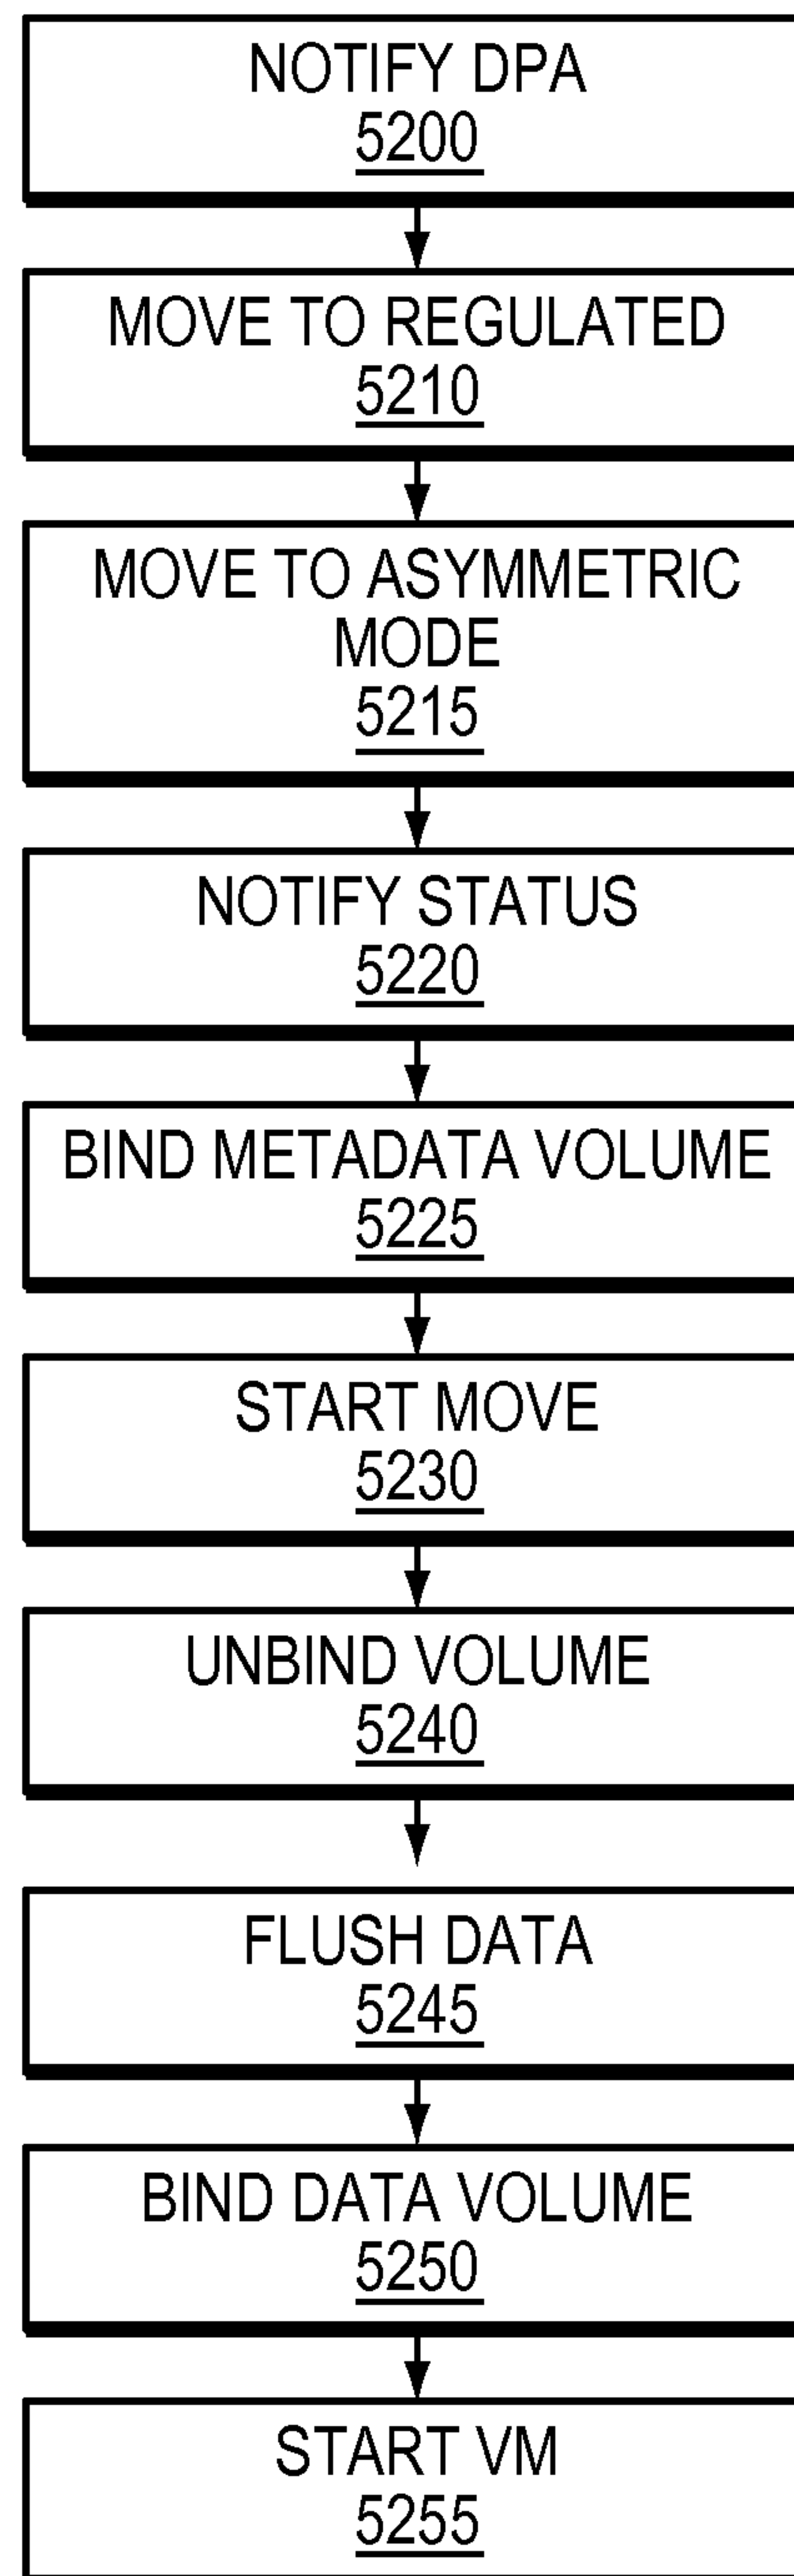 NOTIFY DPA
5200
MOVE TO REGULATED
5210
MOVE TO ASYMMETRIC
MODE
5215
NOTIFY STATUS
5220
BIND METADATA VOLUME
5225
START MOVE
5230
UNBIND VOLUME
5240
FLUSH DATA
5245
BIND DATA VOLUME
5250
START VM
5255